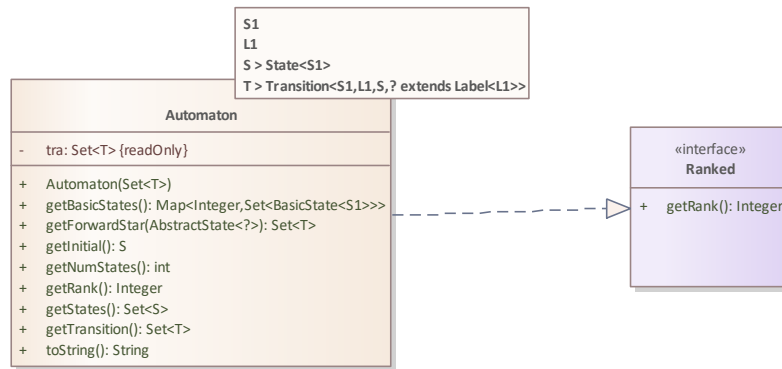 S1
L1
S > State<S1>
T > Transition<S1,L1,S,? extends Label<L1>>
Automaton
- tra: Set<T> {readOnly}
+ Automaton(Set<T>)
+ getBasicStates(): Map<Integer,Set<BasicState<S1>>>
+ getForwardStar(AbstractState<?>): Set<T>
+ getInitial(): S
+ getNumStates(): int
+ getRank(): Integer
+ getStates(): Set<S>
+ getTransition(): Set<T>
+ toString(): String
«interface»
Ranked
+ getRank(): Integer